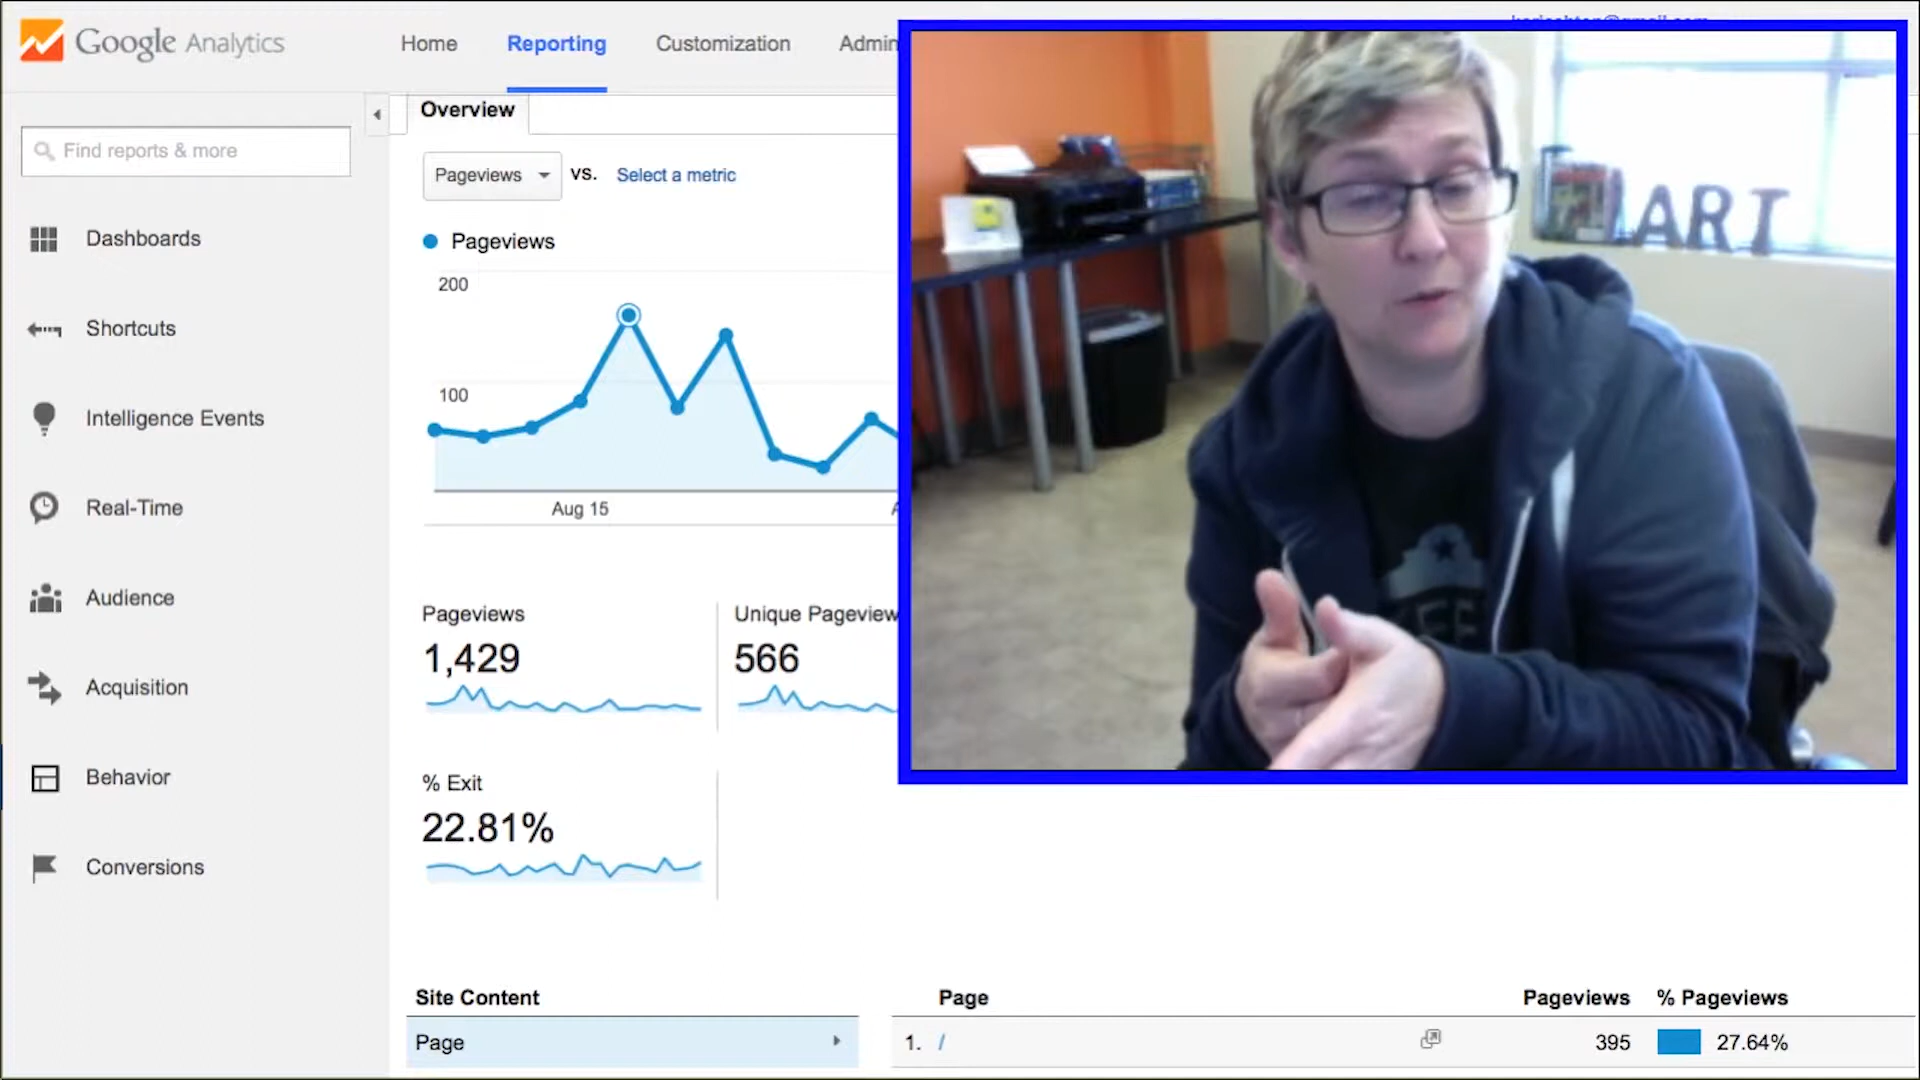 Google Analytics
Home
Reporting
Customization
Admin
Find reports & more
Overview
Pageviews
vs.
Select a metric
Pageviews
200
100
Aug 15
Dashboards
Shortcuts
Intelligence Events
Real-Time
Audience
Acquisition
Behavior
Conversions
Pageviews
1,429
Unique Pageview
566
% Exit
22.81%
Site Content
Page
Page
Pageviews
% Pageviews
1. /
395
27.64%
ART